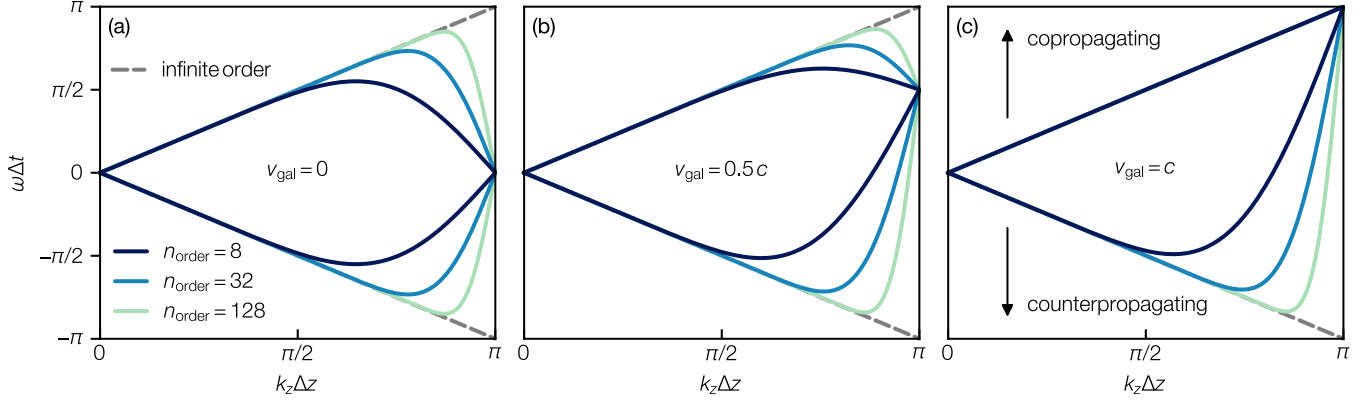 (a)
infinite order
v_gal = 0
n_order = 8
n_order = 32
n_order = 128
π
π/2
0
−π/2
−π
ωΔt
0
π/2
π
k_zΔz
(b)
v_gal = 0.5 c
0
π/2
π
k_zΔz
(c)
copropagating
v_gal = c
counterpropagating
0
π/2
π
k_zΔz